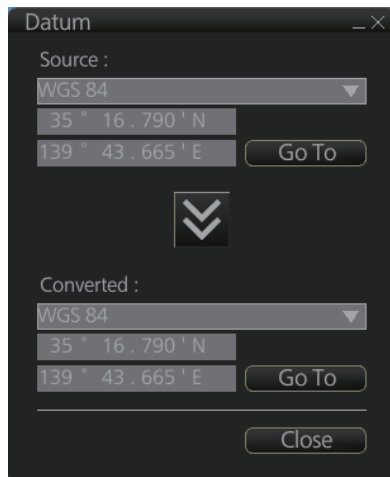 Datum
Source :
WGS 84
35 ° 16 . 790 ' N
139 ° 43 . 665 ' E Go To
Converted :
WGS 84
35 ° 16 . 790 ' N
139 ° 43 . 665 ' E Go To
Close